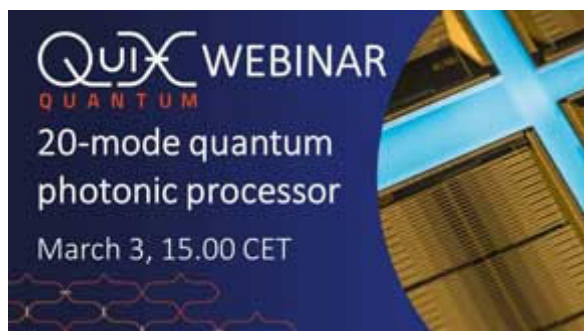 QUiX WEBINAR
QUANTUM
20-mode quantum
photonic processor
March 3, 15.00 CET